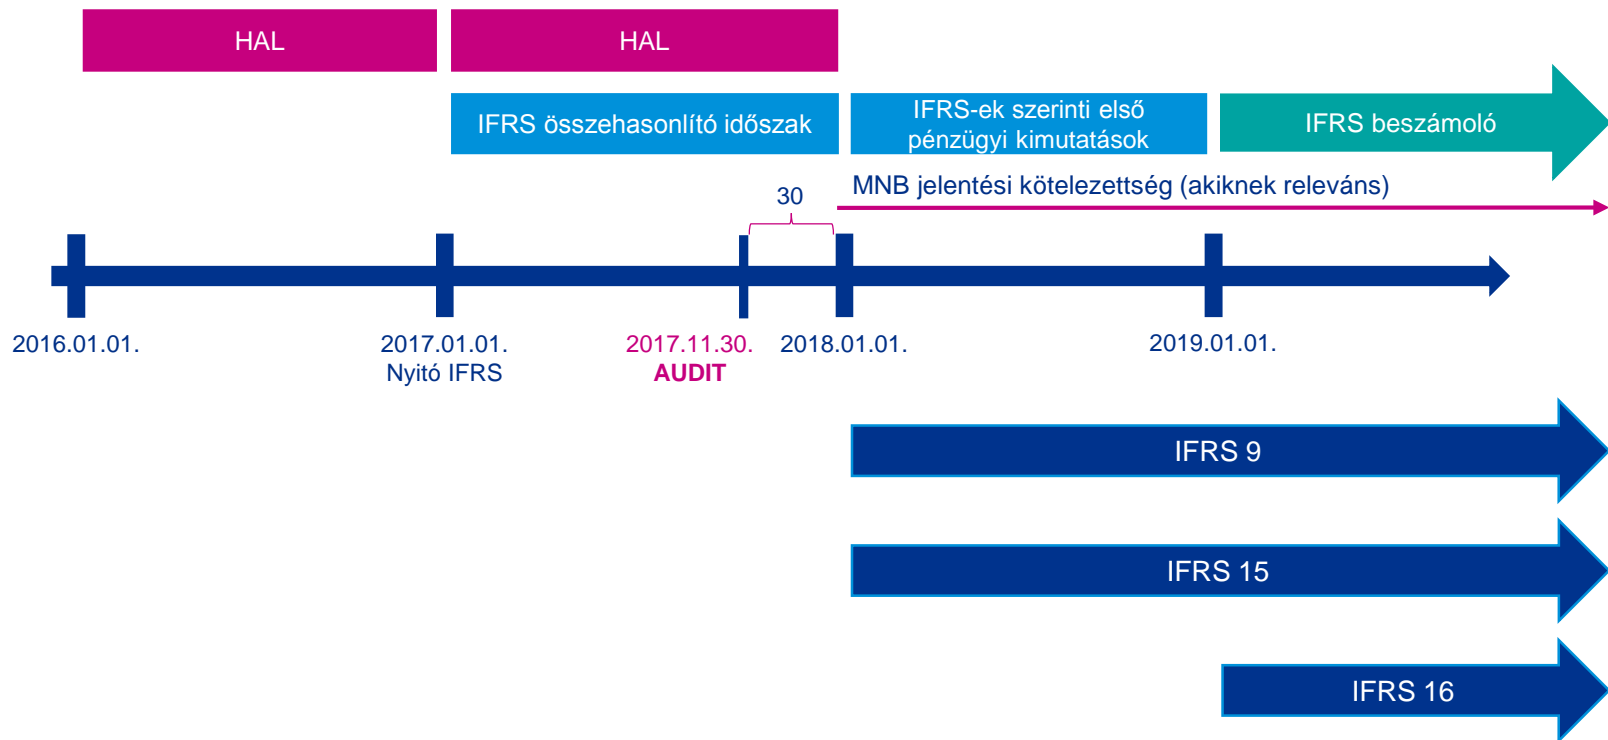 HAL
HAL
IFRS összehasonlító időszak
IFRS-ek szerinti első
pénzügyi kimutatások
IFRS beszámoló
MNB jelentési kötelezettség (akiknek releváns)
30
2016.01.01.
2017.01.01.
Nyitó IFRS
2017.11.30.
AUDIT
2018.01.01.
2019.01.01.
IFRS 9
IFRS 15
IFRS 16